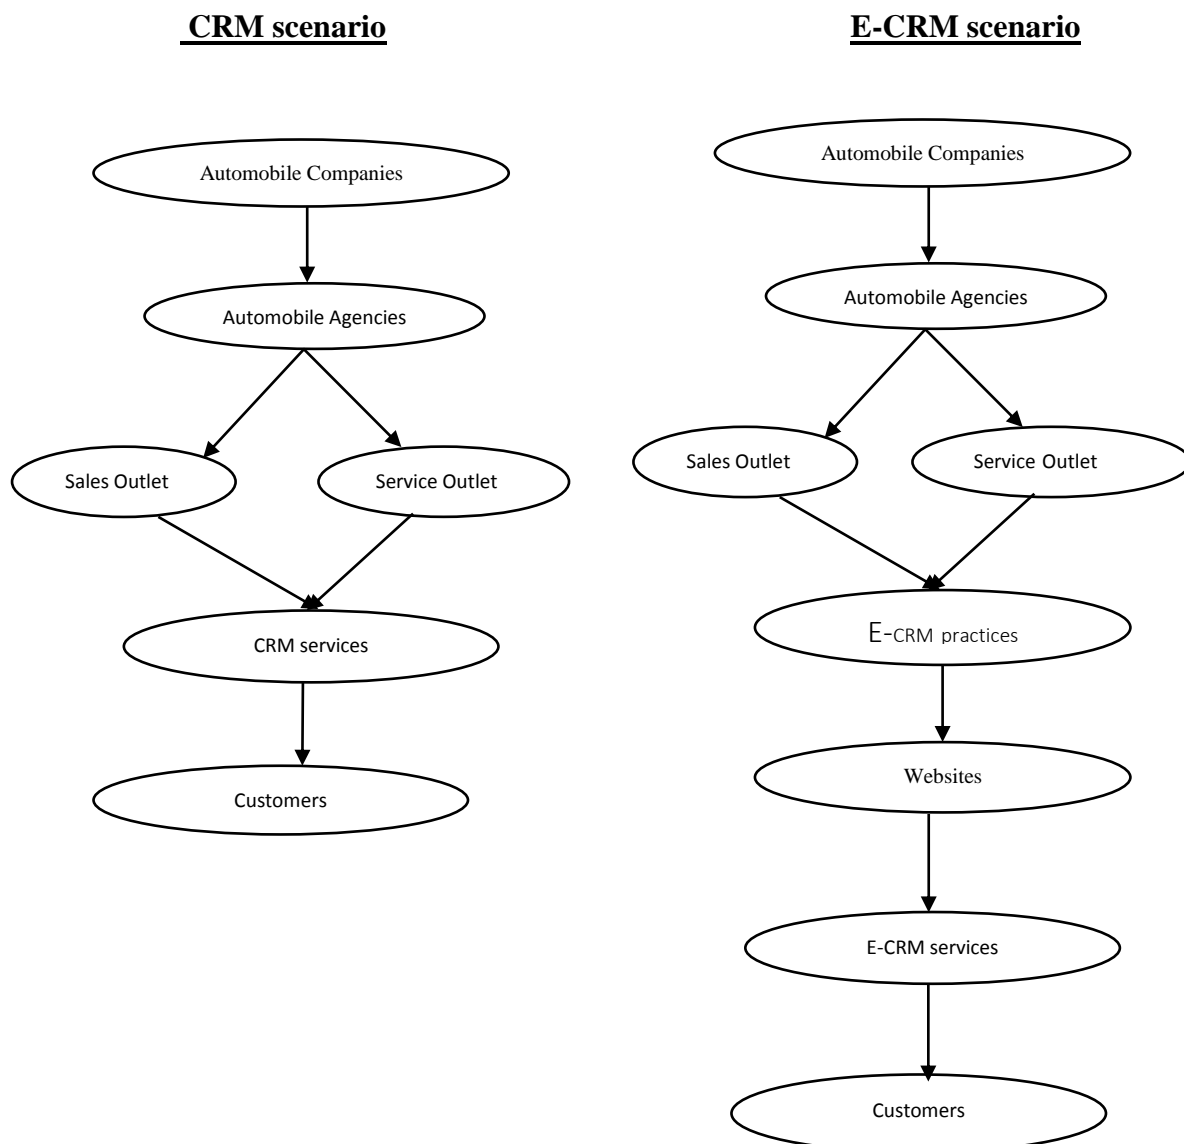 CRM scenario
Automobile Companies
Automobile Agencies
Sales Outlet
Service Outlet
CRM services
Customers
E-CRM scenario
Automobile Companies
Automobile Agencies
Sales Outlet
Service Outlet
E-CRM practices
Websites
E-CRM services
Customers